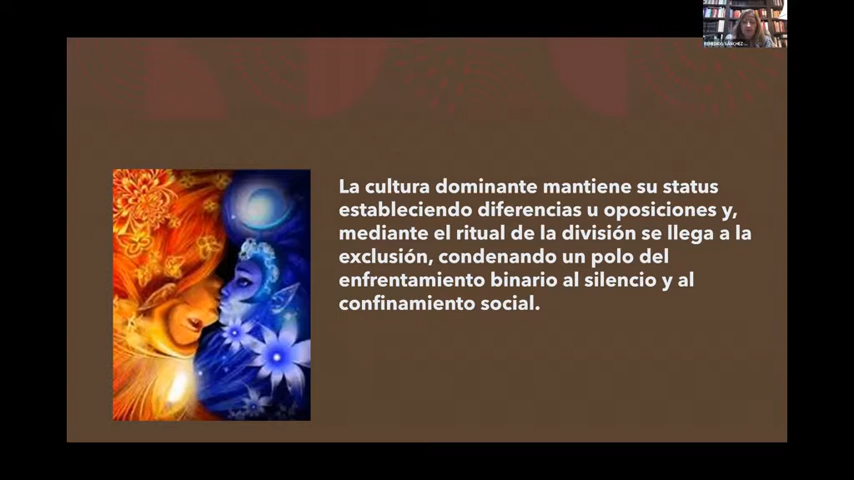 La cultura dominante mantiene su status
estableciendo diferencias u oposiciones y,
mediante el ritual de la división se llega a la
exclusión, condenando un polo del
enfrentamiento binario al silencio y al
confinamiento social.